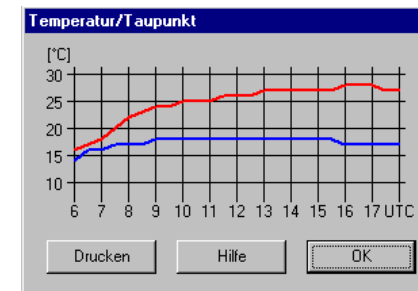 Temperatur/Taupunkt
[°C]
30
25
20
15
10
6 7 8 9 10 11 12 13 14 15 16 17 UTC
Drucken Hilfe OK